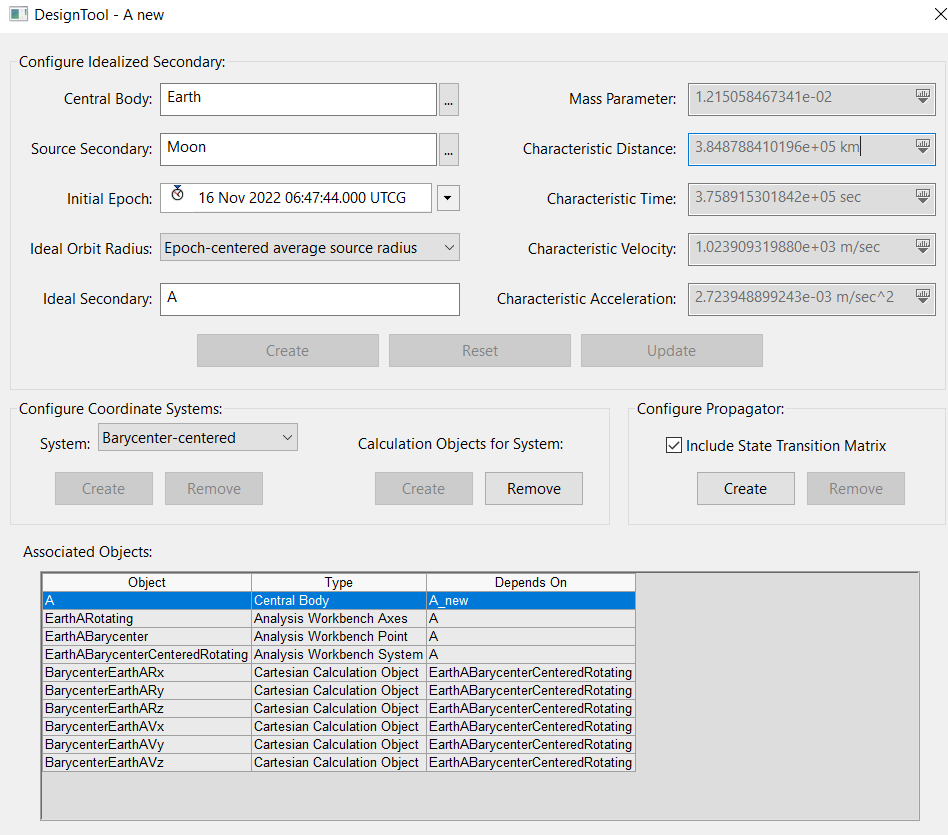 DesignTool - A new
Configure Idealized Secondary:
Central Body: Earth ...
Mass Parameter: 1.215058467341e-02
Source Secondary: Moon ...
Characteristic Distance: 3.848788410196e+05 km
Initial Epoch: 16 Nov 2022 06:47:44.000 UTCG
Characteristic Time: 3.758915301842e+05 sec
Ideal Orbit Radius: Epoch-centered average source radius
Characteristic Velocity: 1.023909319880e+03 m/sec
Ideal Secondary: A
Characteristic Acceleration: 2.723948899243e-03 m/sec^2
Create Reset Update
Configure Coordinate Systems:
System: Barycenter-centered
Calculation Objects for System:
Create Remove Create Remove
Configure Propagator:
Include State Transition Matrix
Create Remove
Associated Objects:
Object Type Depends On
A Central Body A_new
EarthARotating Analysis Workbench Axes A
EarthABarycenter Analysis Workbench Point A
EarthABarycenterCenteredRotating Analysis Workbench System A
BarycenterEarthARx Cartesian Calculation Object EarthABarycenterCenteredRotating
BarycenterEarthARy Cartesian Calculation Object EarthABarycenterCenteredRotating
BarycenterEarthARz Cartesian Calculation Object EarthABarycenterCenteredRotating
BarycenterEarthAVx Cartesian Calculation Object EarthABarycenterCenteredRotating
BarycenterEarthAVy Cartesian Calculation Object EarthABarycenterCenteredRotating
BarycenterEarthAVz Cartesian Calculation Object EarthABarycenterCenteredRotating